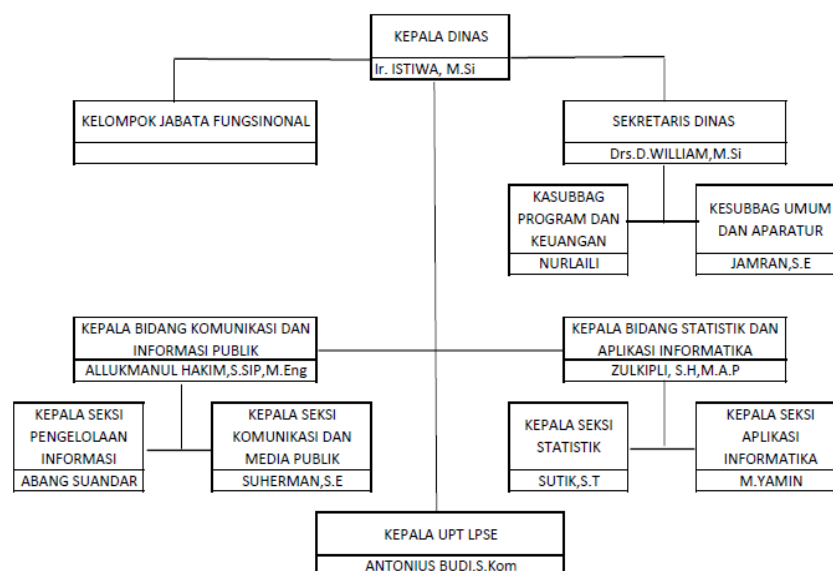 KEPALA DINAS
Ir. ISTIWA, M.Si
KELOMPOK JABATA FUNGSINONAL
SEKRETARIS DINAS
Drs.D.WILLIAM,M.Si
KASUBBAG
PROGRAM DAN
KEUANGAN
NURLAILI
KESUBBAG UMUM
DAN APARATUR
JAMRAN,S.E
KEPALA BIDANG KOMUNIKASI DAN
INFORMASI PUBLIK
ALLUKMANUL HAKIM,S.SIP,M.Eng
KEPALA BIDANG STATISTIK DAN
APLIKASI INFORMATIKA
ZULKIPLI, S.H,M.A.P
KEPALA SEKSI
PENGELOLAAN
INFORMASI
ABANG SUANDAR
KEPALA SEKSI
KOMUNIKASI DAN
MEDIA PUBLIK
SUHERMAN,S.E
KEPALA SEKSI
STATISTIK
SUTIK,S.T
KEPALA SEKSI
APLIKASI
INFORMATIKA
M.YAMIN
KEPALA UPT LPSE
ANTONIUS BUDI,S.Kom